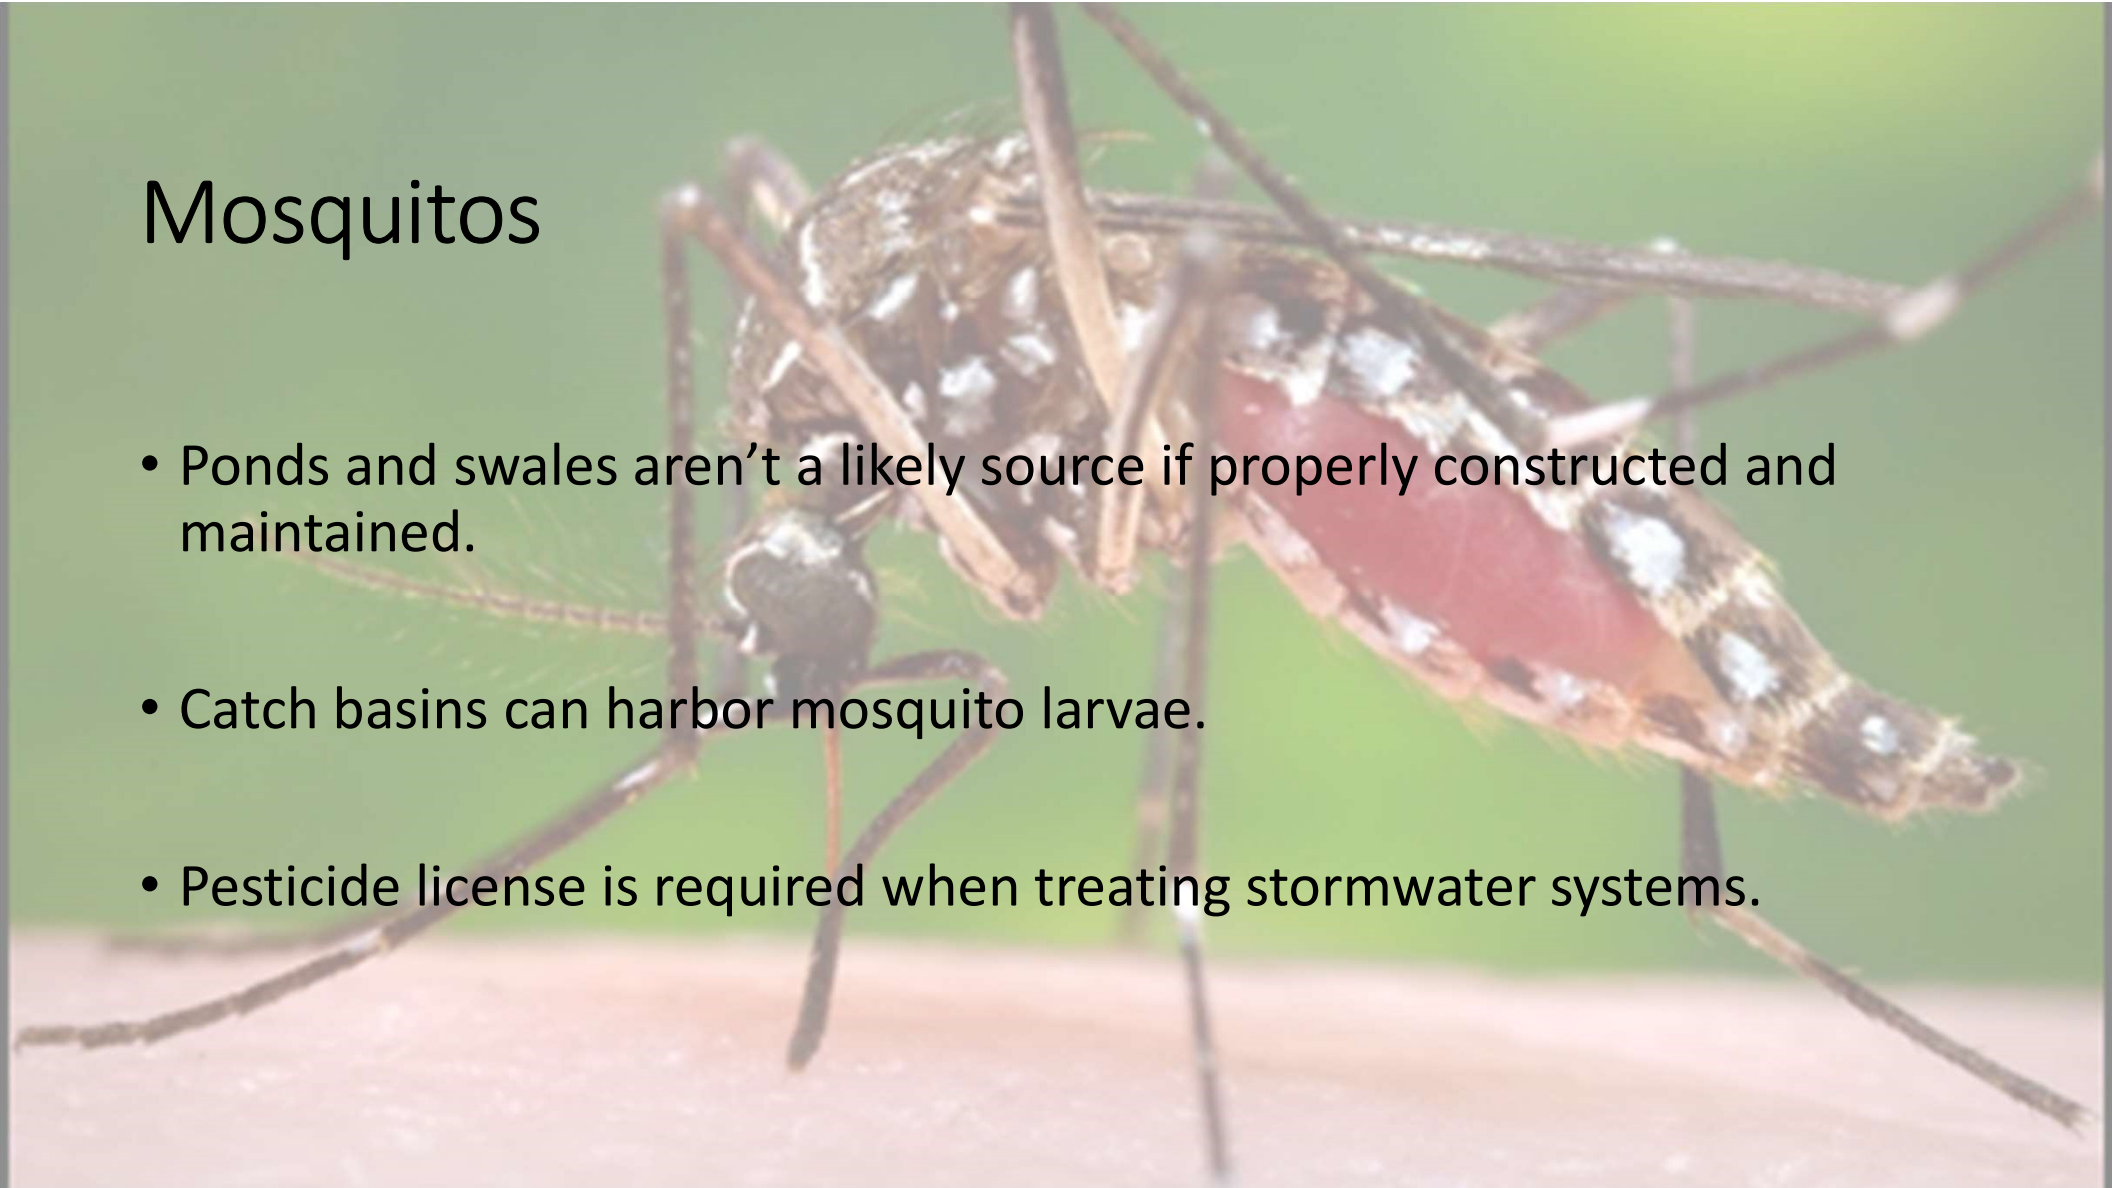 Mosquitos
• Ponds and swales aren’t a likely source if properly constructed and
maintained.
• Catch basins can harbor mosquito larvae.
• Pesticide license is required when treating stormwater systems.